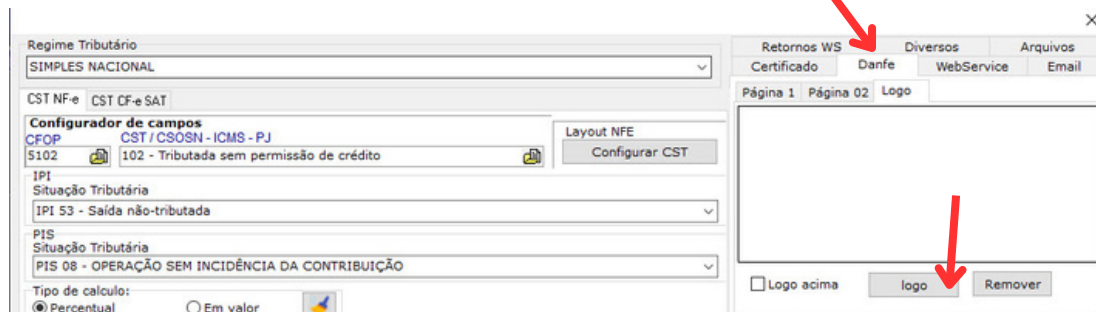 Regime Tributário
SIMPLES NACIONAL
CST NF-e CST CF-e SAT
Configurador de campos
CFOP CST / CSOSN - ICMS - PJ
5102 102 - Tributada sem permissão de crédito
Layout NFE
Configurar CST
IPI
Situação Tributária
IPI 53 - Saída não-tributada
PIS
Situação Tributária
PIS 08 - OPERAÇÃO SEM INCIDÊNCIA DA CONTRIBUIÇÃO
Tipo de calculo:
Percentual Em valor
Retornos WS Diversos Arquivos
Certificado Danfe WebService Email
Página 1 Página 02 Logo
Logo acima logo Remover